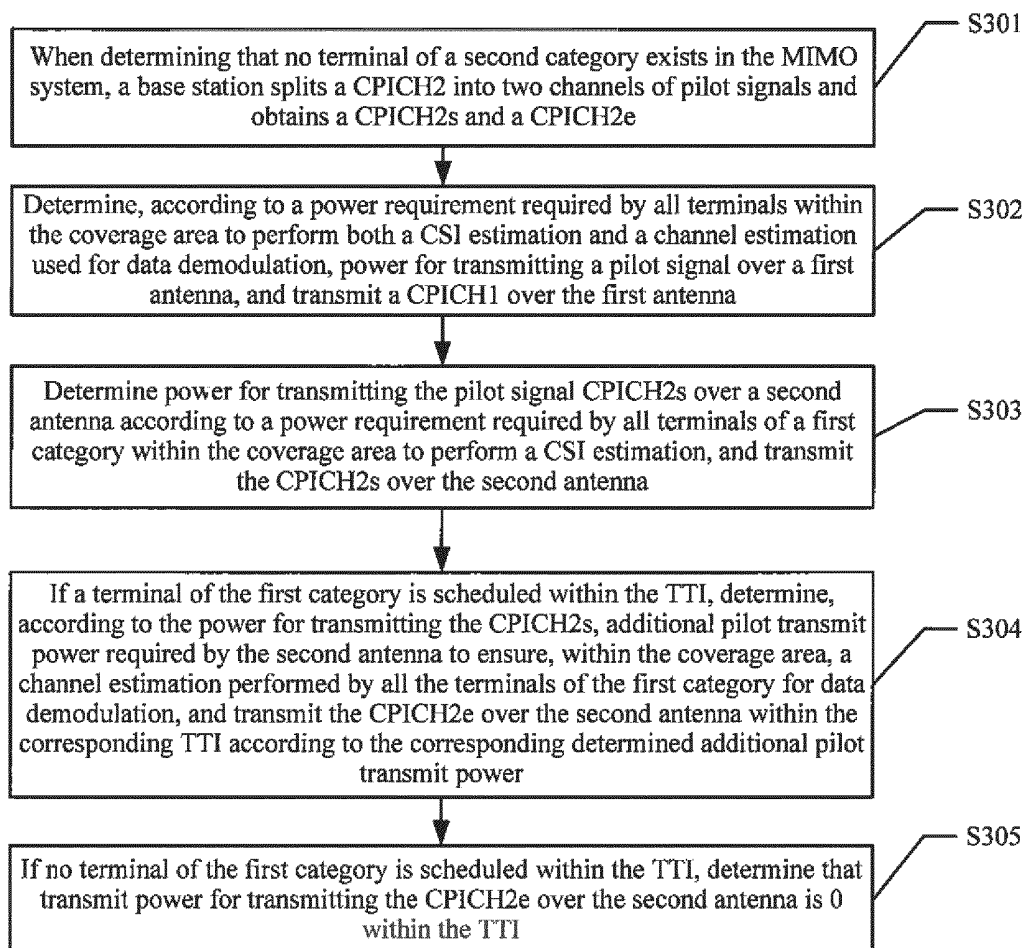 S301
When determining that no terminal of a second category exists in the MIMO
system, a base station splits a CPICH2 into two channels of pilot signals and
obtains a CPICH2s and a CPICH2e
S302
Determine, according to a power requirement required by all terminals within
the coverage area to perform both a CSI estimation and a channel estimation
used for data demodulation, power for transmitting a pilot signal over a first
antenna, and transmit a CPICH1 over the first antenna
S303
Determine power for transmitting the pilot signal CPICH2s over a second
antenna according to a power requirement required by all terminals of a first
category within the coverage area to perform a CSI estimation, and transmit
the CPICH2s over the second antenna
S304
If a terminal of the first category is scheduled within the TTI, determine,
according to the power for transmitting the CPICH2s, additional pilot transmit
power required by the second antenna to ensure, within the coverage area, a
channel estimation performed by all the terminals of the first category for data
demodulation, and transmit the CPICH2e over the second antenna within the
corresponding TTI according to the corresponding determined additional pilot
transmit power
S305
If no terminal of the first category is scheduled within the TTI, determine that
transmit power for transmitting the CPICH2e over the second antenna is 0
within the TTI